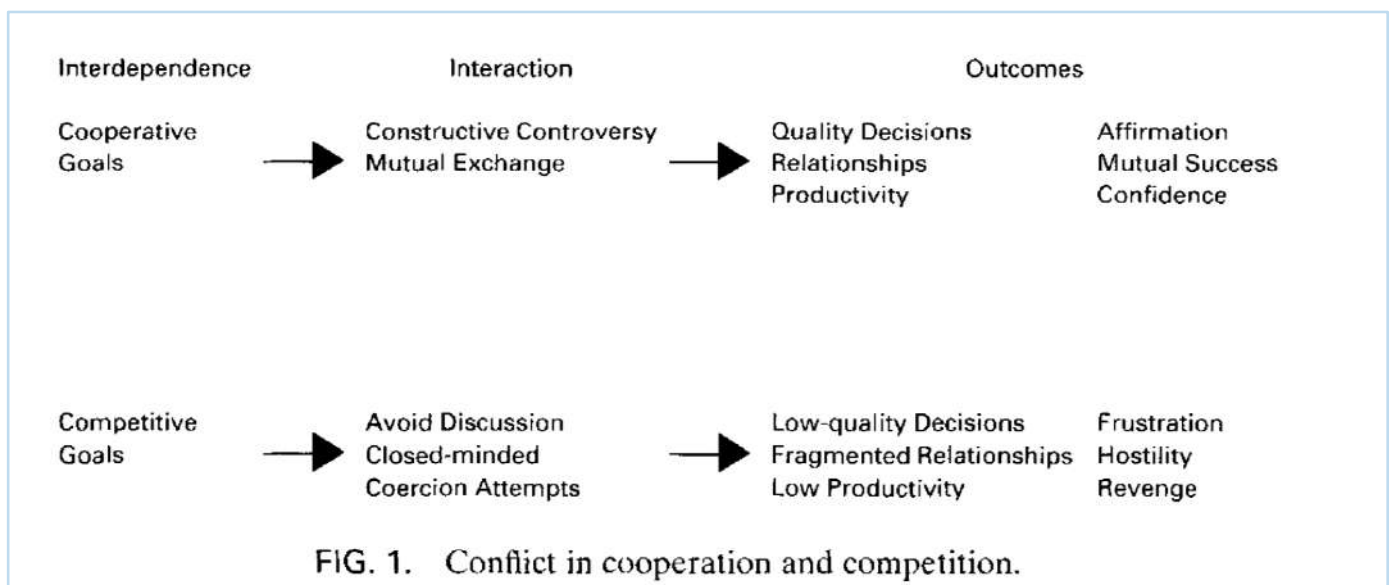 Interdependence Interaction Outcomes
Cooperative Constructive Controversy Quality Decisions Affirmation
Goals Mutual Exchange Relationships Mutual Success
Productivity Confidence
Competitive Avoid Discussion Low-quality Decisions Frustration
Goals Closed-minded Fragmented Relationships Hostility
Coercion Attempts Low Productivity Revenge
FIG. 1. Conflict in cooperation and competition.